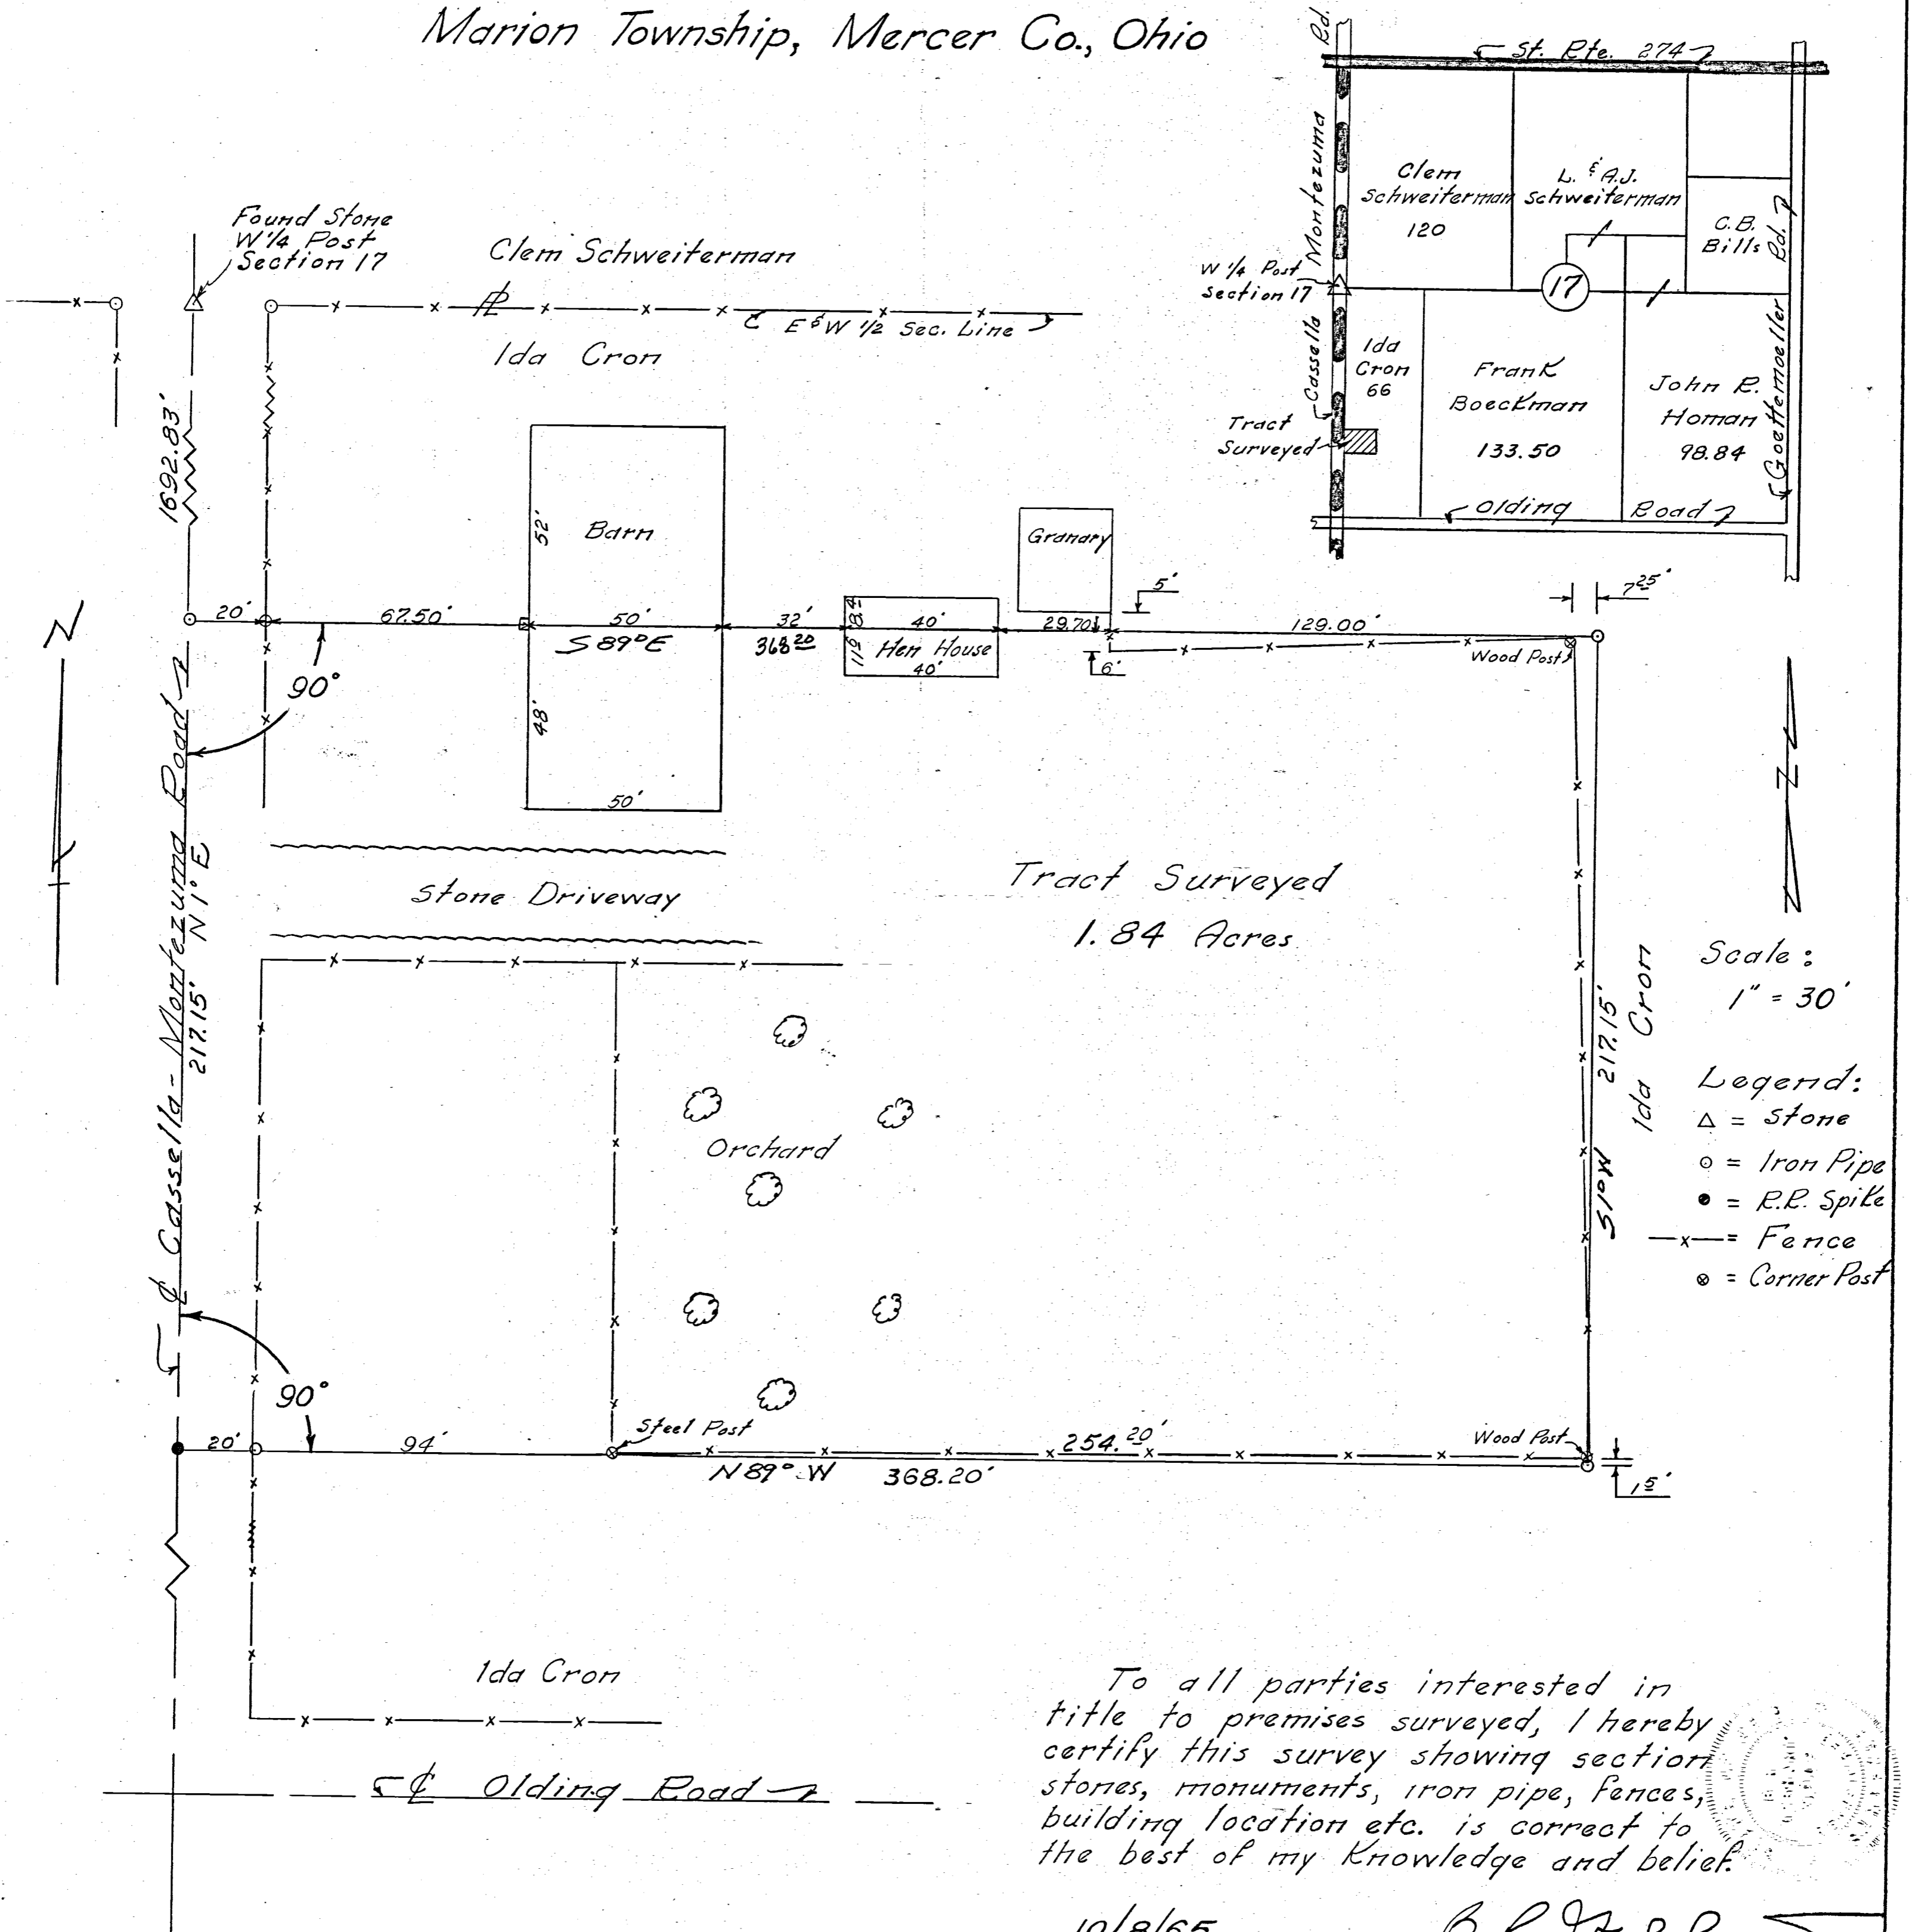 Marion Township, Mercer Co., Ohio
St. Rte. 274
Cassella Montezuma Rd.
Clem
Schweiterman
120
L. & A.J.
Schweiterman
C.B.
Bills
W 1/4 Post
Section 17
17
Ida
Cron
66
Frank
Boeckman
133.50
John R.
Homan
98.84
Goettemoeller Rd.
Tract
Surveyed
Olding Road
Found Stone
W 1/4 Post
Section 17
Clem Schweiterman
PL
E & W 1/2 Sec. Line
Ida Cron
1692.83'
52'
Barn
Granary
5'
7.25'
20'
67.50'
50'
32'
40'
29.70
129.00'
S 89° E
368.20
Hen House
40'
6'
Wood Post
N
90°
48'
50'
N
Stone Driveway
Tract Surveyed
1.84 Acres
℄ Cassella-Montezuma Road
N 1° E
217.15'
Ida Cron
217.15'
S 1° W
Scale:
1" = 30'
Legend:
△ = Stone
○ = Iron Pipe
● = R.R. Spike
—x— = Fence
⊗ = Corner Post
Orchard
90°
20'
94'
Steel Post
254.20'
Wood Post
N 89° W 368.20'
1.5'
Ida Cron
℄ Olding Road
To all parties interested in
title to premises surveyed, I hereby
certify this survey showing section
stones, monuments, iron pipe, fences,
building location etc. is correct to
the best of my Knowledge and belief.
10/8/65